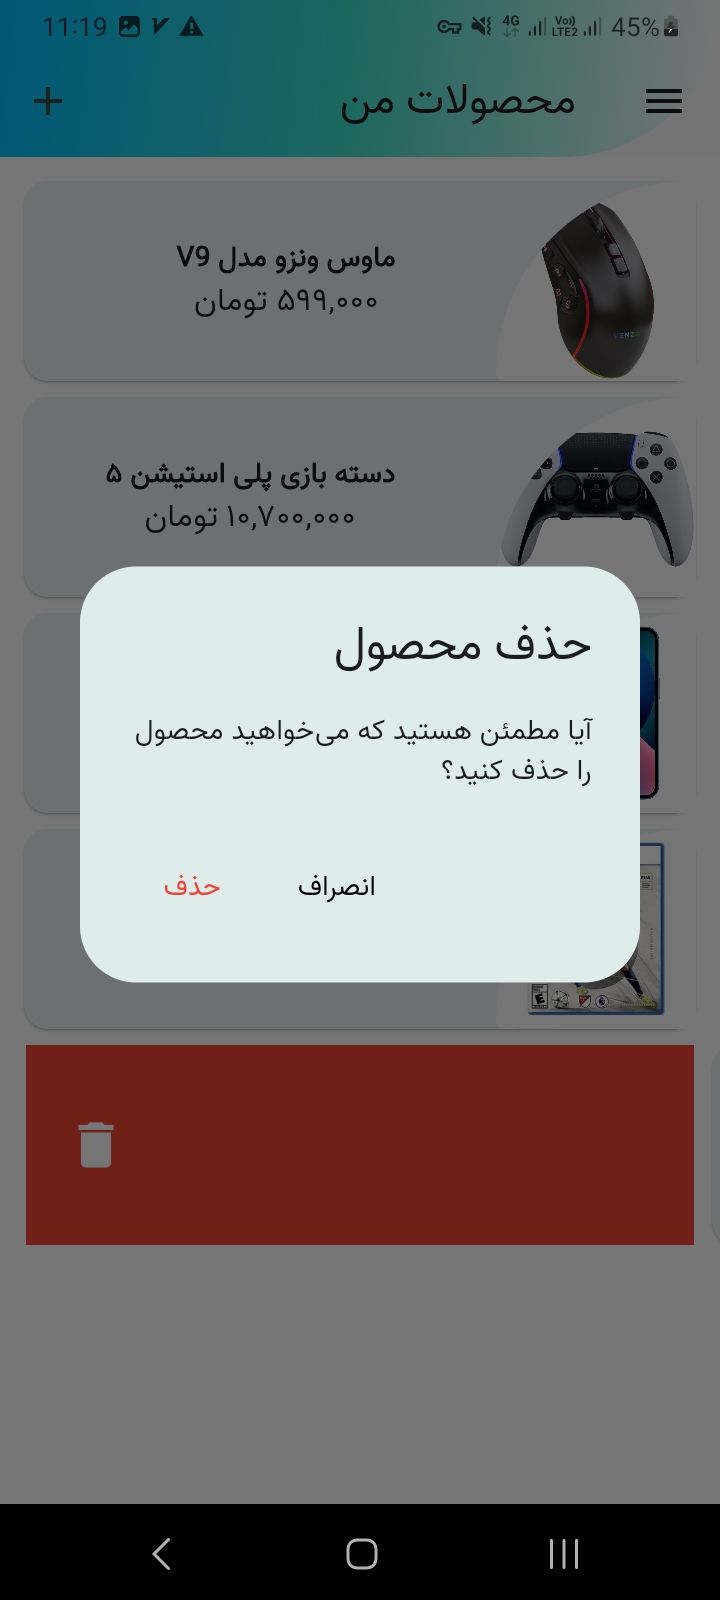 11:19
4G
Vo))
LTE2
45%
محصولات من
ماوس ونزو مدل V9
۵۹۹,۰۰۰ تومان
دسته بازی پلی استیشن ۵
۱۰,۷۰۰,۰۰۰ تومان
حذف محصول
آیا مطمئن هستید که می‌خواهید محصول
را حذف کنید؟
انصراف
حذف